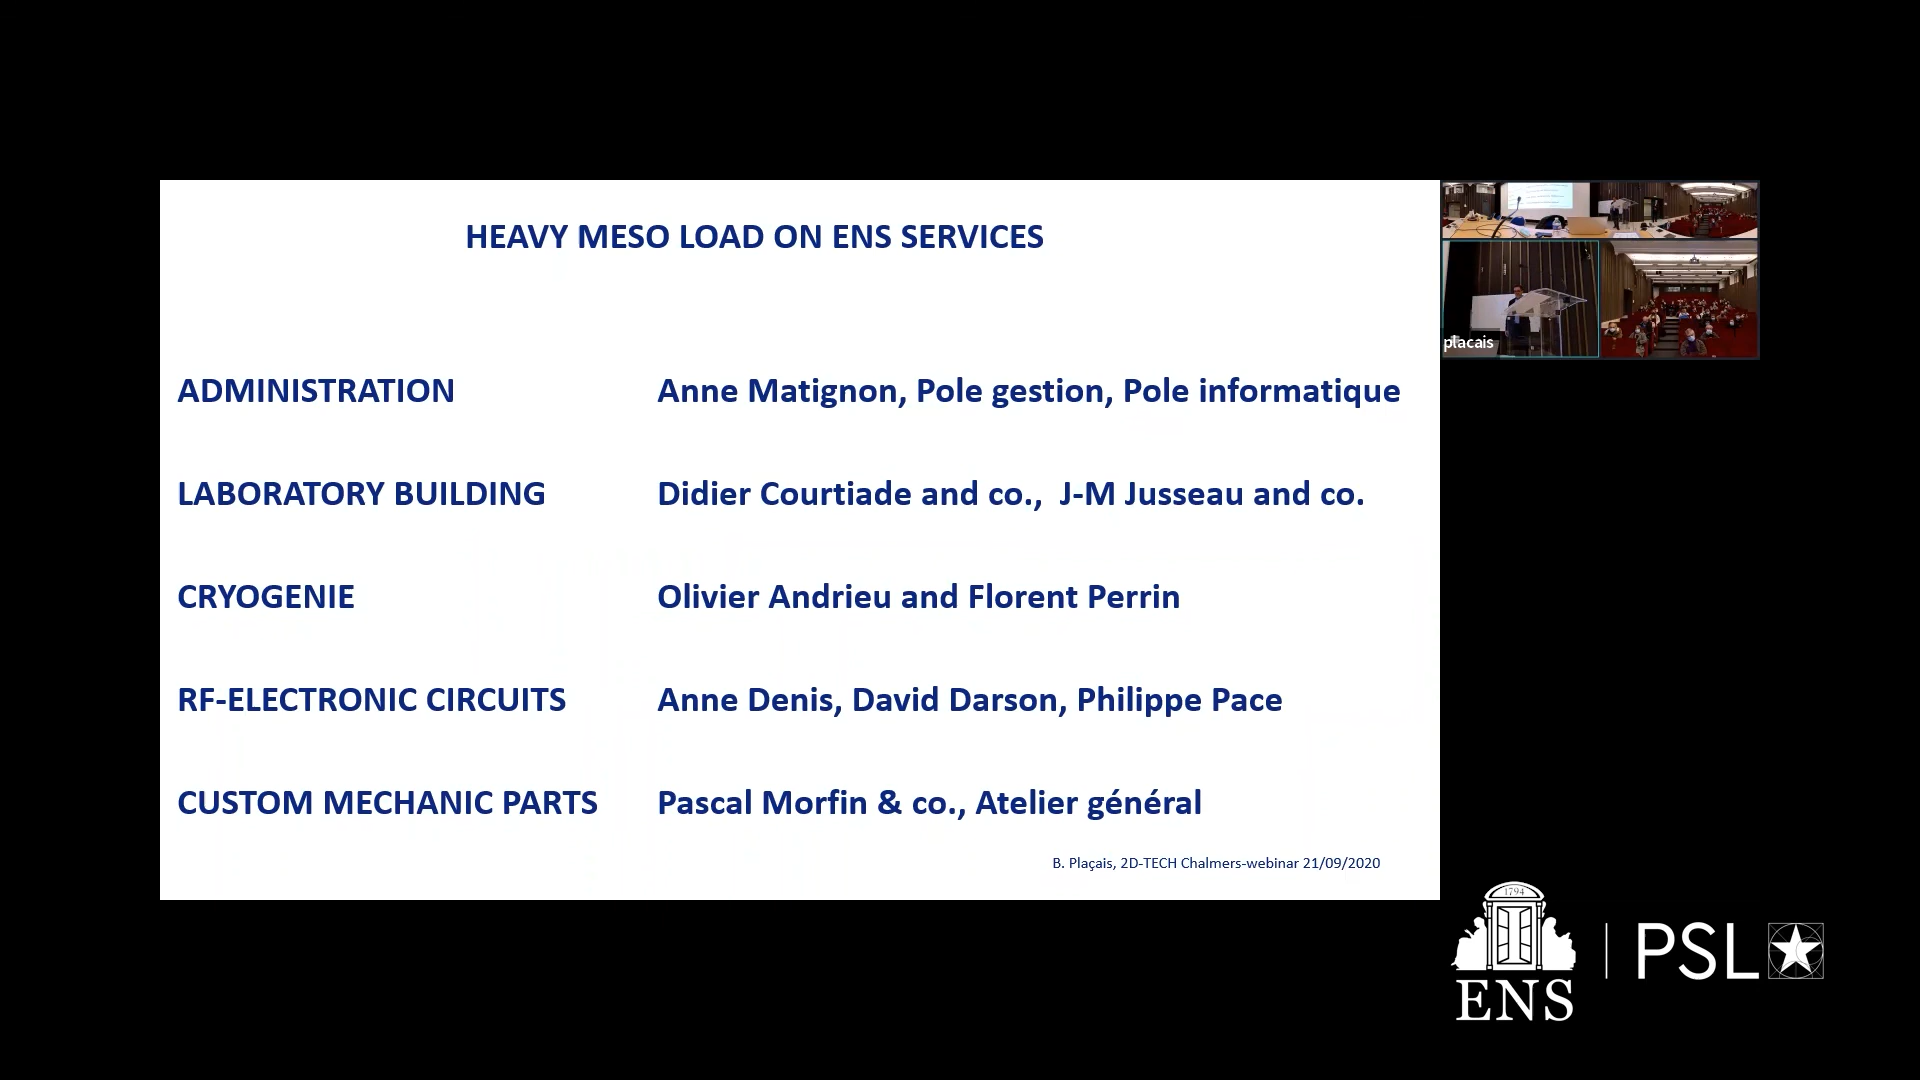 HEAVY MESO LOAD ON ENS SERVICES
ADMINISTRATION Anne Matignon, Pole gestion, Pole informatique
LABORATORY BUILDING Didier Courtiade and co., J-M Jusseau and co.
CRYOGENIE Olivier Andrieu and Florent Perrin
RF-ELECTRONIC CIRCUITS Anne Denis, David Darson, Philippe Pace
CUSTOM MECHANIC PARTS Pascal Morfin & co., Atelier général
B. Plaçais, 2D-TECH Chalmers-webinar 21/09/2020
placais
1794
ENS
PSL